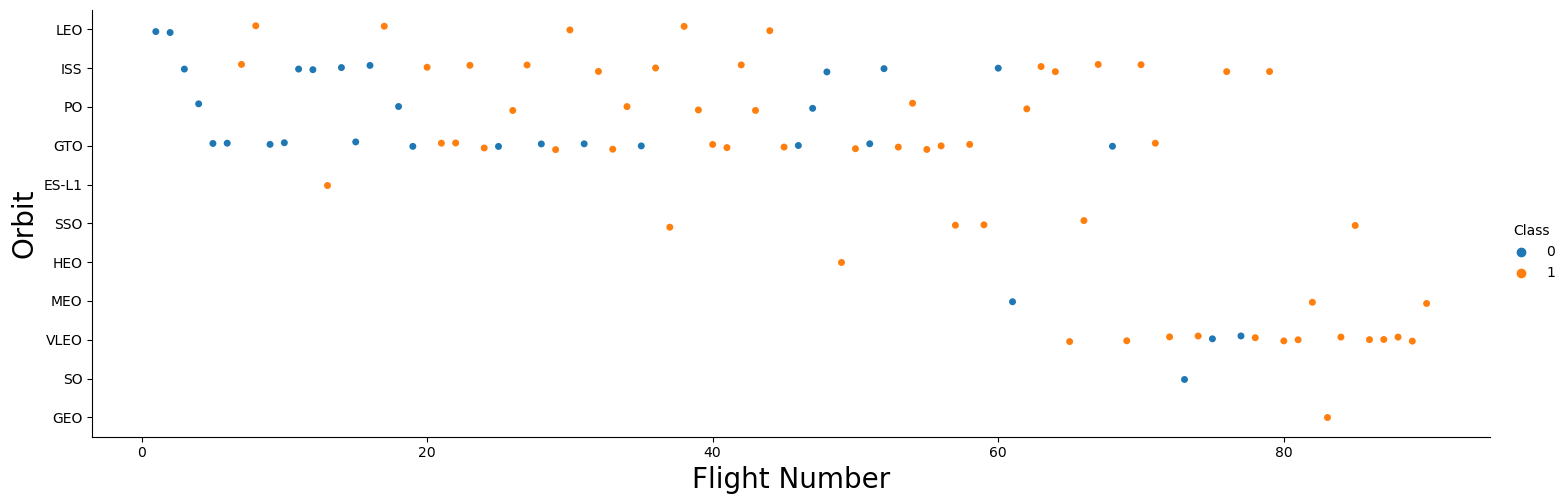 LEO
ISS
PO
GTO
ES-L1
SSO
HEO
MEO
VLEO
SO
GEO
Orbit
0 20 40 60 80
Flight Number
Class
0
1